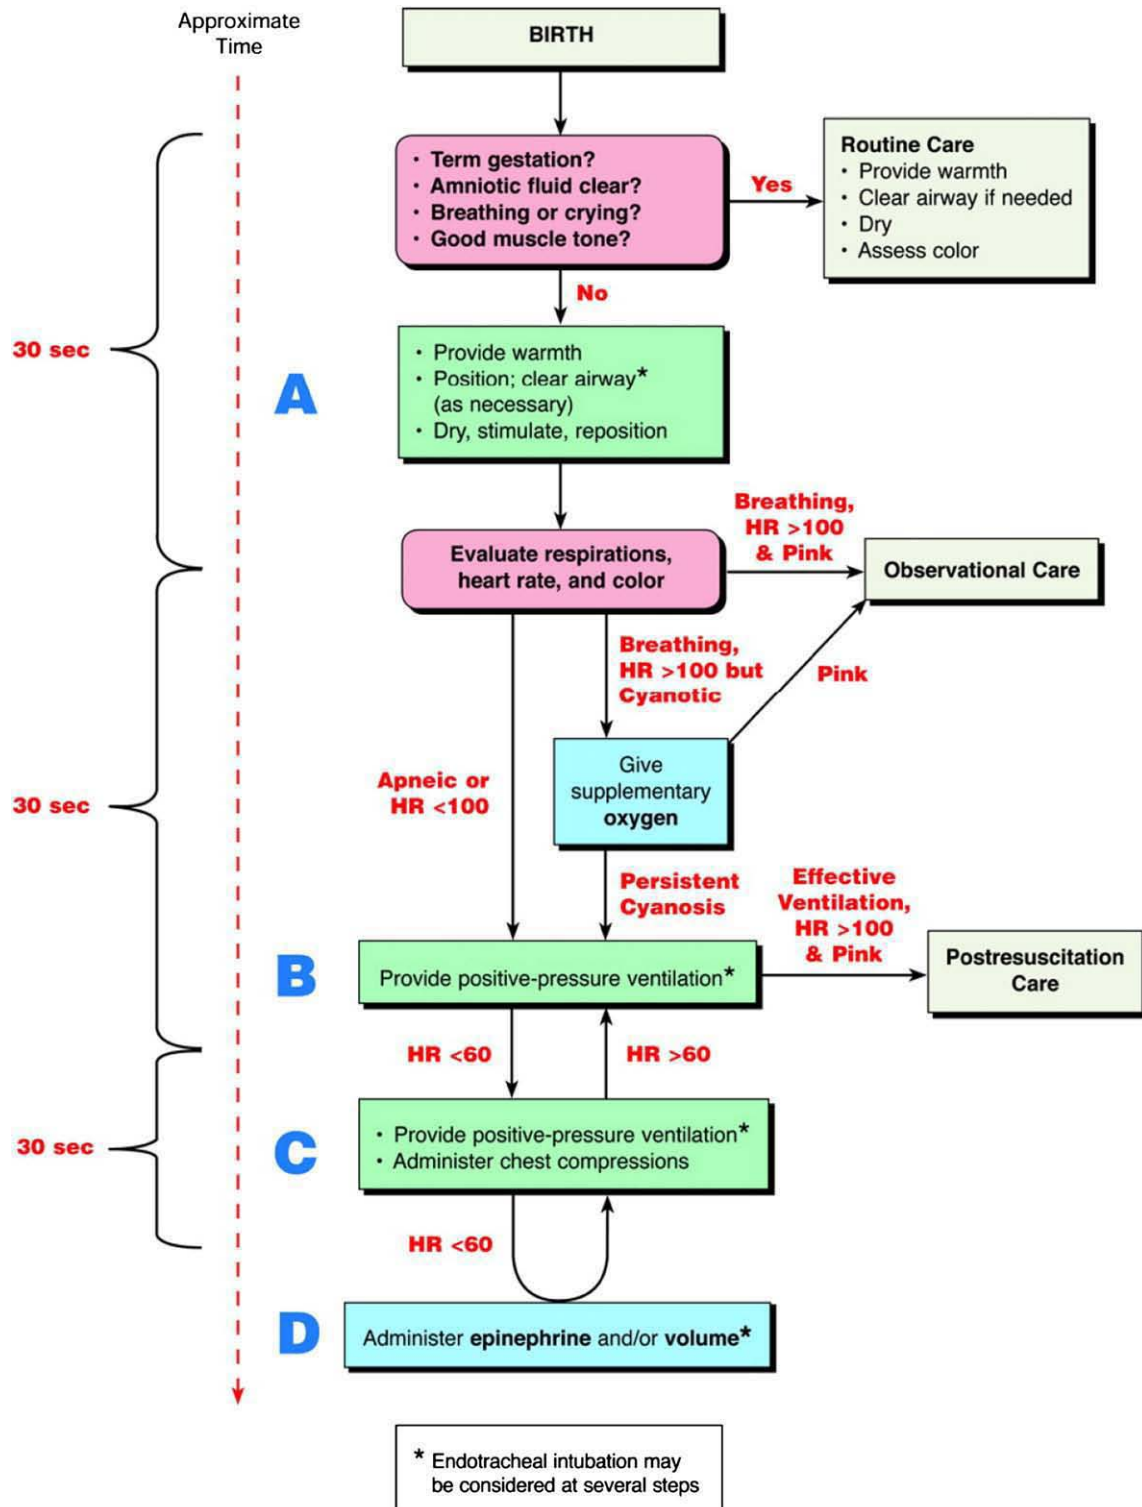 Approximate
Time
BIRTH
• Term gestation?
• Amniotic fluid clear?
• Breathing or crying?
• Good muscle tone?
Yes
Routine Care
• Provide warmth
• Clear airway if needed
• Dry
• Assess color
No
30 sec
A
• Provide warmth
• Position; clear airway*
(as necessary)
• Dry, stimulate, reposition
Breathing,
HR >100
& Pink
Evaluate respirations,
heart rate, and color
Observational Care
Breathing,
HR >100 but
Cyanotic
Pink
Give
supplementary
oxygen
Apneic or
HR <100
30 sec
Persistent
Cyanosis
Effective
Ventilation,
HR >100
& Pink
B
Provide positive-pressure ventilation*
Postresuscitation
Care
HR <60
HR >60
30 sec
C
• Provide positive-pressure ventilation*
• Administer chest compressions
HR <60
D
Administer epinephrine and/or volume*
* Endotracheal intubation may
be considered at several steps